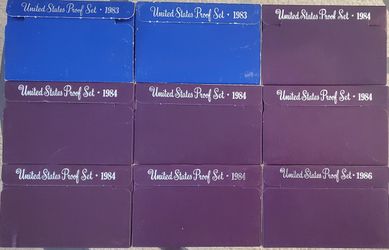 United States Proof Set · 1983
United States Proof Set · 1983
United States Proof Set · 1984
United States Proof Set · 1984
United States Proof Set · 1984
United States Proof Set · 1984
United States Proof Set · 1984
United States Proof Set · 1984
United States Proof Set · 1986